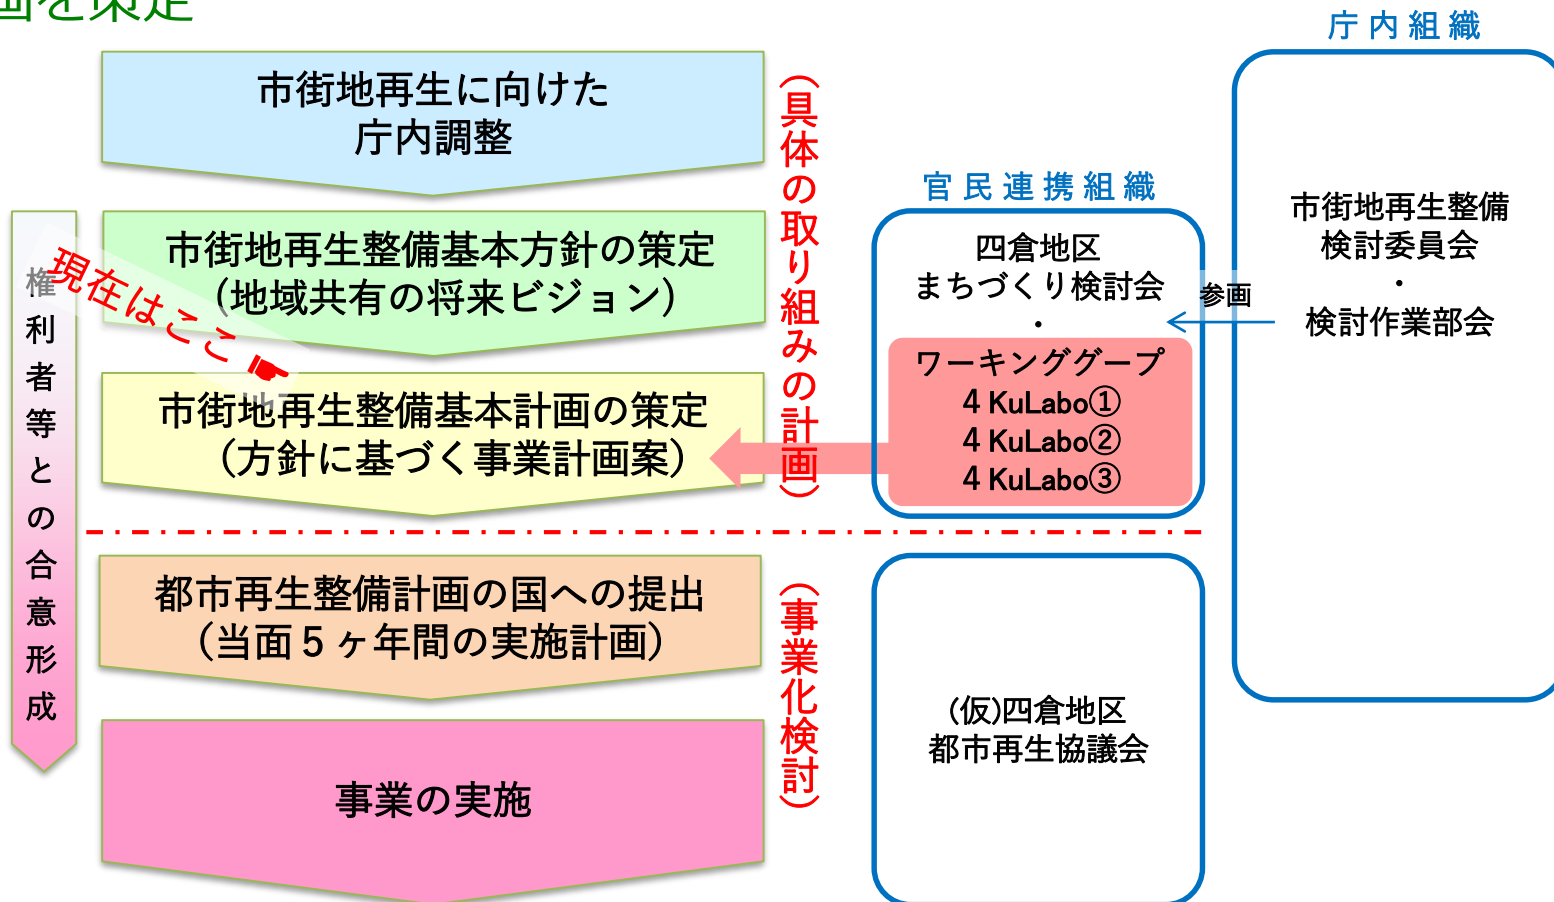 画を策定
庁内組織
市街地再生に向けた
庁内調整
(具体の取り組みの計画)
官民連携組織
市街地再生整備
検討委員会
・
検討作業部会
参画
四倉地区
まちづくり検討会
・
ワーキンググープ
4 KuLabo①
4 KuLabo②
4 KuLabo③
権利者等との合意形成
現在はここ☛
市街地再生整備基本方針の策定
(地域共有の将来ビジョン)
市街地再生整備基本計画の策定
(方針に基づく事業計画案)
都市再生整備計画の国への提出
(当面5ヶ年間の実施計画)
(事業化検討)
(仮)四倉地区
都市再生協議会
事業の実施